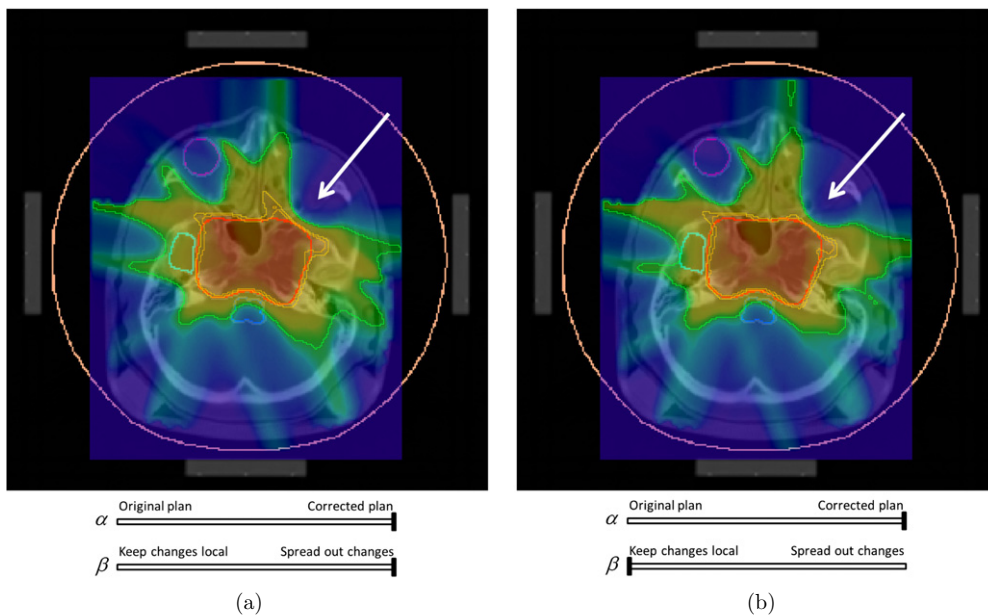 Original plan Corrected plan
α
Keep changes local Spread out changes
β
(a)
Original plan Corrected plan
α
Keep changes local Spread out changes
β
(b)